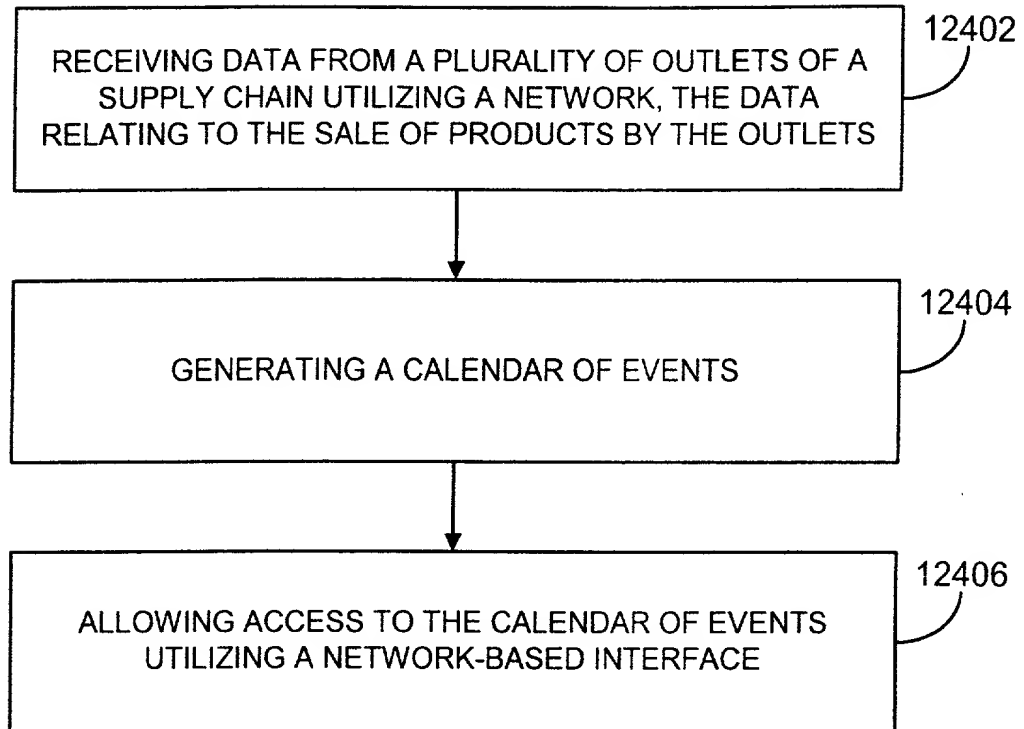 12402
RECEIVING DATA FROM A PLURALITY OF OUTLETS OF A
SUPPLY CHAIN UTILIZING A NETWORK, THE DATA
RELATING TO THE SALE OF PRODUCTS BY THE OUTLETS
12404
GENERATING A CALENDAR OF EVENTS
12406
ALLOWING ACCESS TO THE CALENDAR OF EVENTS
UTILIZING A NETWORK-BASED INTERFACE